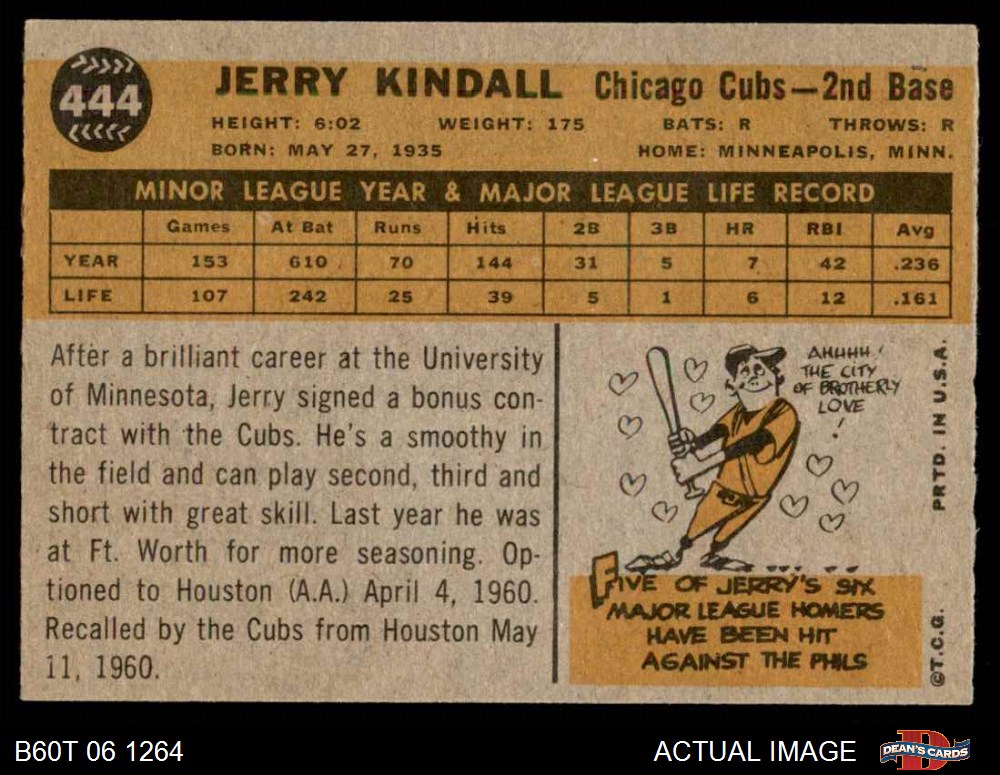 444
JERRY KINDALL Chicago Cubs—2nd Base
HEIGHT: 6:02 WEIGHT: 175 BATS: R THROWS: R
BORN: MAY 27, 1935 HOME: MINNEAPOLIS, MINN.
MINOR LEAGUE YEAR & MAJOR LEAGUE LIFE RECORD
Games At Bat Runs Hits 2B 3B HR RBI Avg
YEAR 153 610 70 144 31 5 7 42 .236
LIFE 107 242 25 39 5 1 6 12 .161
After a brilliant career at the University
of Minnesota, Jerry signed a bonus con-
tract with the Cubs. He's a smoothy in
the field and can play second, third and
short with great skill. Last year he was
at Ft. Worth for more seasoning. Op-
tioned to Houston (A.A.) April 4, 1960.
Recalled by the Cubs from Houston May
11, 1960.
AHHHH!
THE CITY
OF BROTHERLY
LOVE
!
FIVE OF JERRY'S SIX
MAJOR LEAGUE HOMERS
HAVE BEEN HIT
AGAINST THE PHILS
©T.C.G. PRTD. IN U.S.A.
B60T 06 1264 ACTUAL IMAGE DEAN'S CARDS